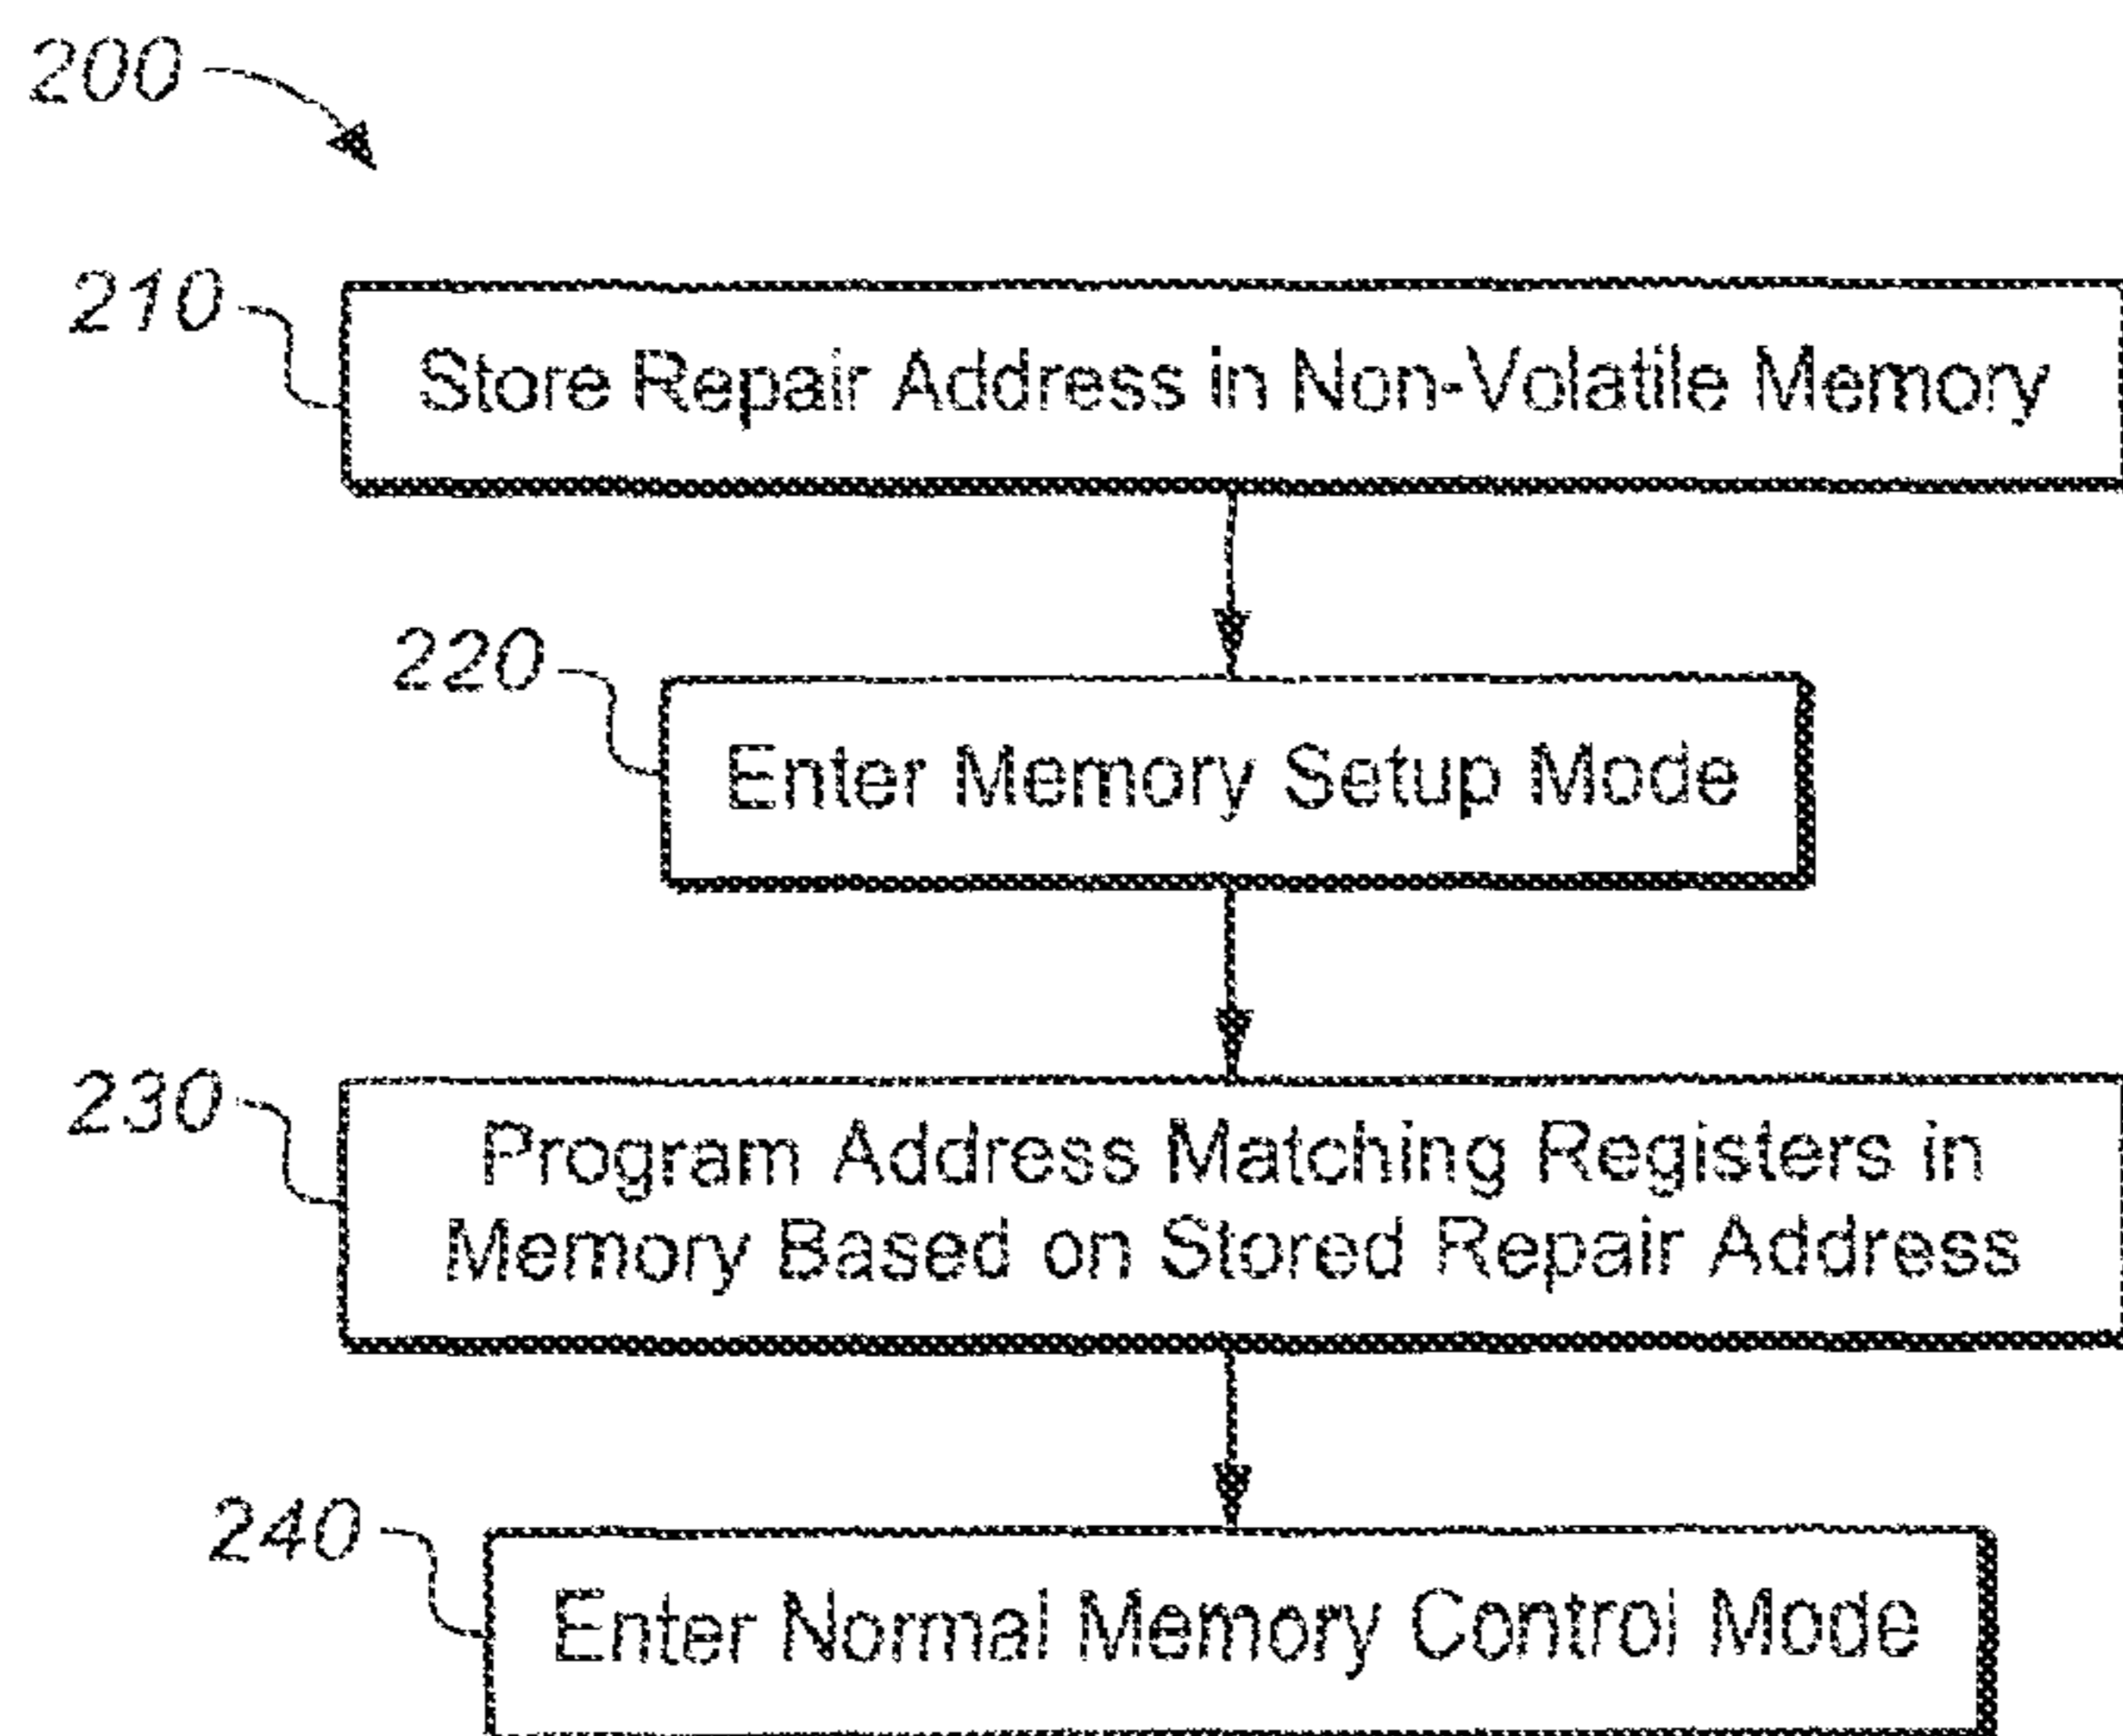 200
210
Store Repair Address in Non-Volatile Memory
220
Enter Memory Setup Mode
230
Program Address Matching Registers in
Memory Based on Stored Repair Address
240
Enter Normal Memory Control Mode